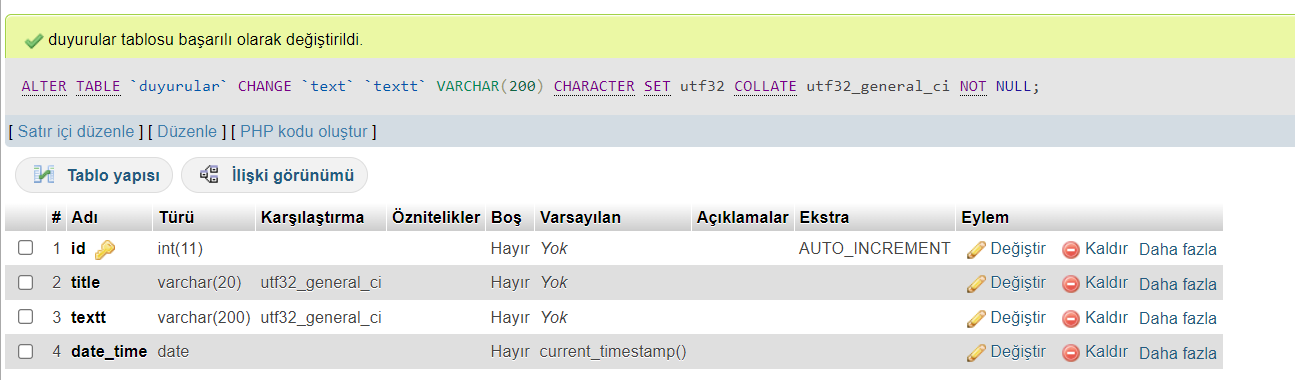 duyurular tablosu başarılı olarak değiştirildi.
ALTER TABLE `duyurular` CHANGE `text` `textt` VARCHAR(200) CHARACTER SET utf32 COLLATE utf32_general_ci NOT NULL;
[ Satır içi düzenle ] [ Düzenle ] [ PHP kodu oluştur ]
Tablo yapısı İlişki görünümü
# Adı Türü Karşılaştırma Öznitelikler Boş Varsayılan Açıklamalar Ekstra Eylem
1 id int(11) Hayır Yok AUTO_INCREMENT Değiştir Kaldır Daha fazla
2 title varchar(20) utf32_general_ci Hayır Yok Değiştir Kaldır Daha fazla
3 textt varchar(200) utf32_general_ci Hayır Yok Değiştir Kaldır Daha fazla
4 date_time date Hayır current_timestamp() Değiştir Kaldır Daha fazla